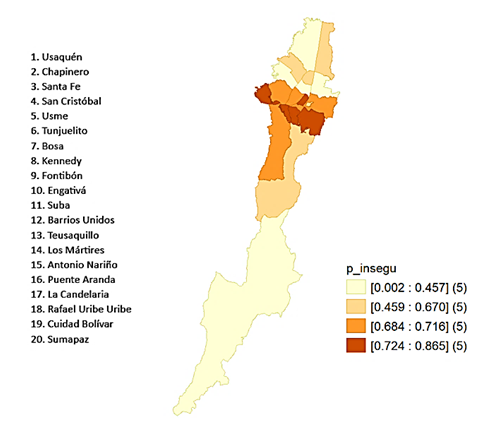 1. Usaquén
2. Chapinero
3. Santa Fe
4. San Cristóbal
5. Usme
6. Tunjuelito
7. Bosa
8. Kennedy
9. Fontibón
10. Engativá
11. Suba
12. Barrios Unidos
13. Teusaquillo
14. Los Mártires
15. Antonio Nariño
16. Puente Aranda
17. La Candelaria
18. Rafael Uribe Uribe
19. Cuidad Bolívar
20. Sumapaz
p_insegu
[0.002 : 0.457] (5)
[0.459 : 0.670] (5)
[0.684 : 0.716] (5)
[0.724 : 0.865] (5)